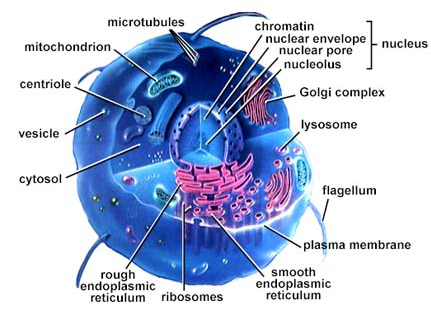 microtubules
mitochondrion
centriole
vesicle
cytosol
rough
endoplasmic
reticulum
ribosomes
smooth
endoplasmic
reticulum
chromatin
nuclear envelope
nuclear pore
nucleolus
nucleus
Golgi complex
lysosome
flagellum
plasma membrane